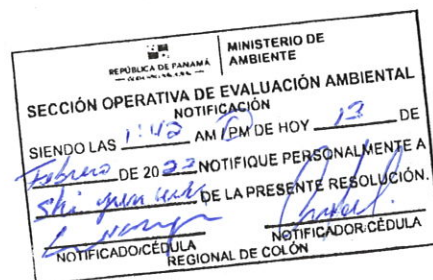 REPÚBLICA DE PANAMÁ
MINISTERIO DE AMBIENTE
SECCIÓN OPERATIVA DE EVALUACIÓN AMBIENTAL
NOTIFICACIÓN
SIENDO LAS 1:42 AM/PM DE HOY 13 DE
Febrero DE 2022 NOTIFIQUE PERSONALMENTE A
DE LA PRESENTE RESOLUCIÓN.
NOTIFICADO/CÉDULA
NOTIFICADOR/CÉDULA
REGIONAL DE COLÓN